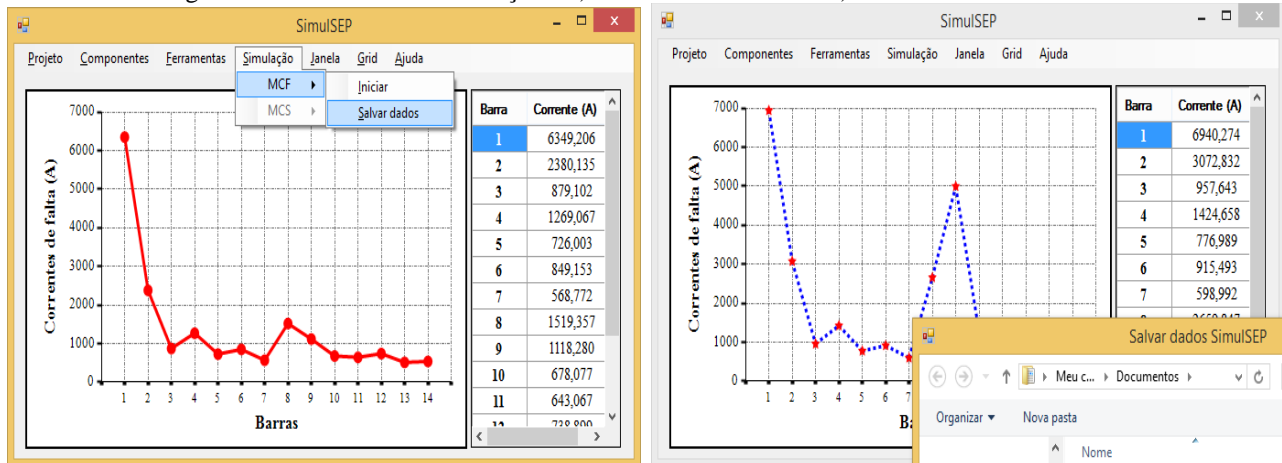 SimulSEP
Projeto Componentes Ferramentas Simulação Janela Grid Ajuda
MCF Iniciar
MCS Salvar dados
Correntes de falta (A)
7000
6000
5000
4000
3000
2000
1000
0
1 2 3 4 5 6 7 8 9 10 11 12 13 14
Barras
Barra Corrente (A)
1 6349,206
2 2380,135
3 879,102
4 1269,067
5 726,003
6 849,153
7 568,772
8 1519,357
9 1118,280
10 678,077
11 643,067
SimulSEP
Projeto Componentes Ferramentas Simulação Janela Grid Ajuda
Correntes de falta (A)
7000
6000
5000
4000
3000
2000
1000
0
1 2 3 4 5 6 7
Barra Corrente (A)
1 6940,274
2 3072,832
3 957,643
4 1424,658
5 776,989
6 915,493
7 598,992
Salvar dados SimulSEP
Meu c... Documentos
Organizar Nova pasta
Nome